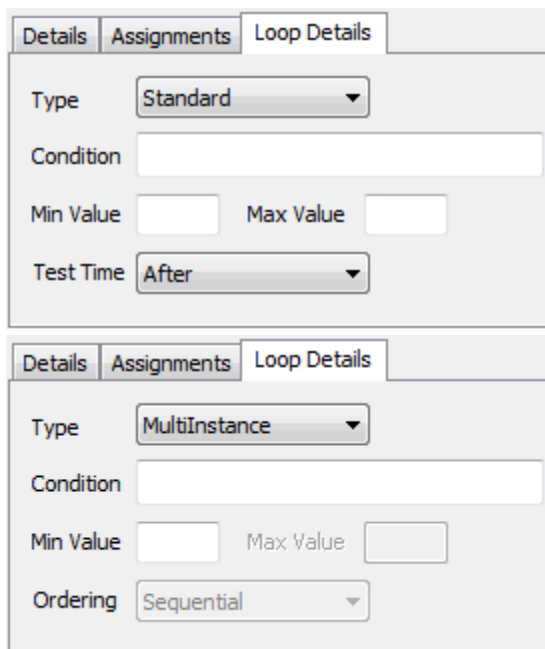 Details Assignments Loop Details
Type Standard
Condition
Min Value Max Value
Test Time After
Details Assignments Loop Details
Type MultiInstance
Condition
Min Value Max Value
Ordering Sequential